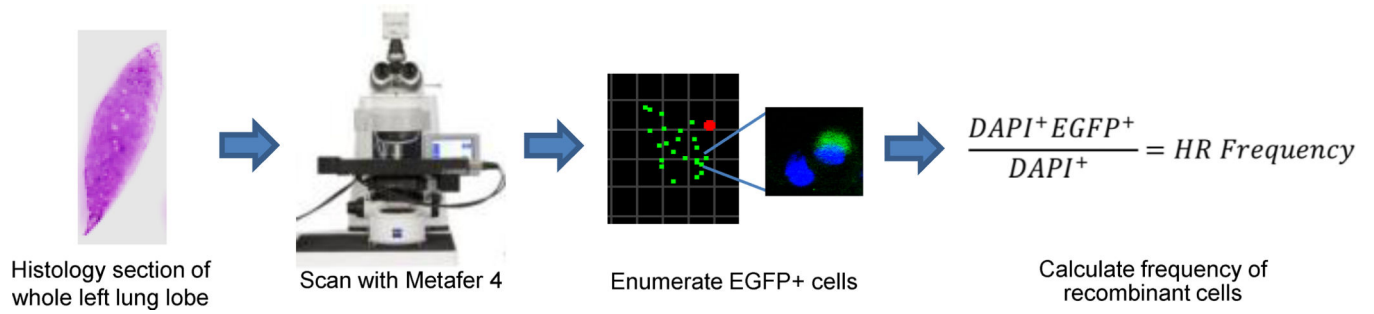 DAPI⁺EGFP⁺
DAPI⁺
= HR Frequency
Histology section of
whole left lung lobe
Scan with Metafer 4
Enumerate EGFP+ cells
Calculate frequency of
recombinant cells